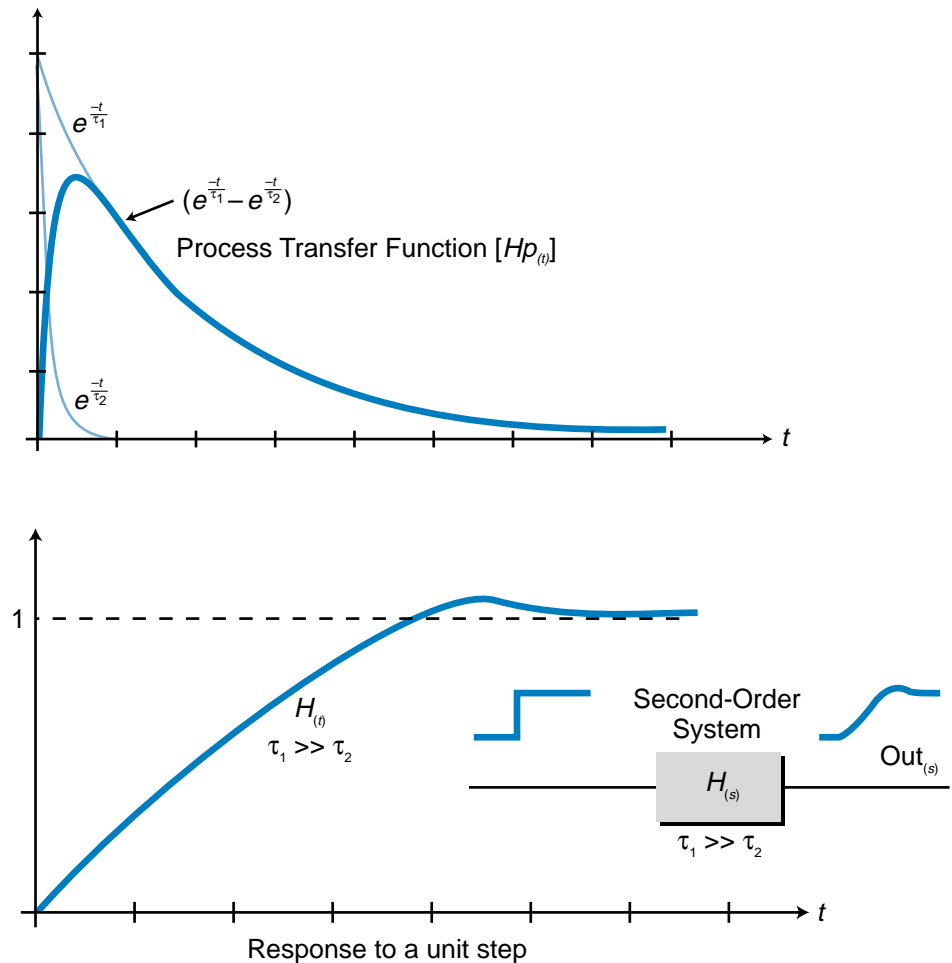 e^{-t/τ₁}
(e^{-t/τ₁} – e^{-t/τ₂})
Process Transfer Function [Hp₍t₎]
e^{-t/τ₂}
t
1
H₍t₎
τ₁ >> τ₂
Second-Order
System
Out₍s₎
H₍s₎
τ₁ >> τ₂
t
Response to a unit step